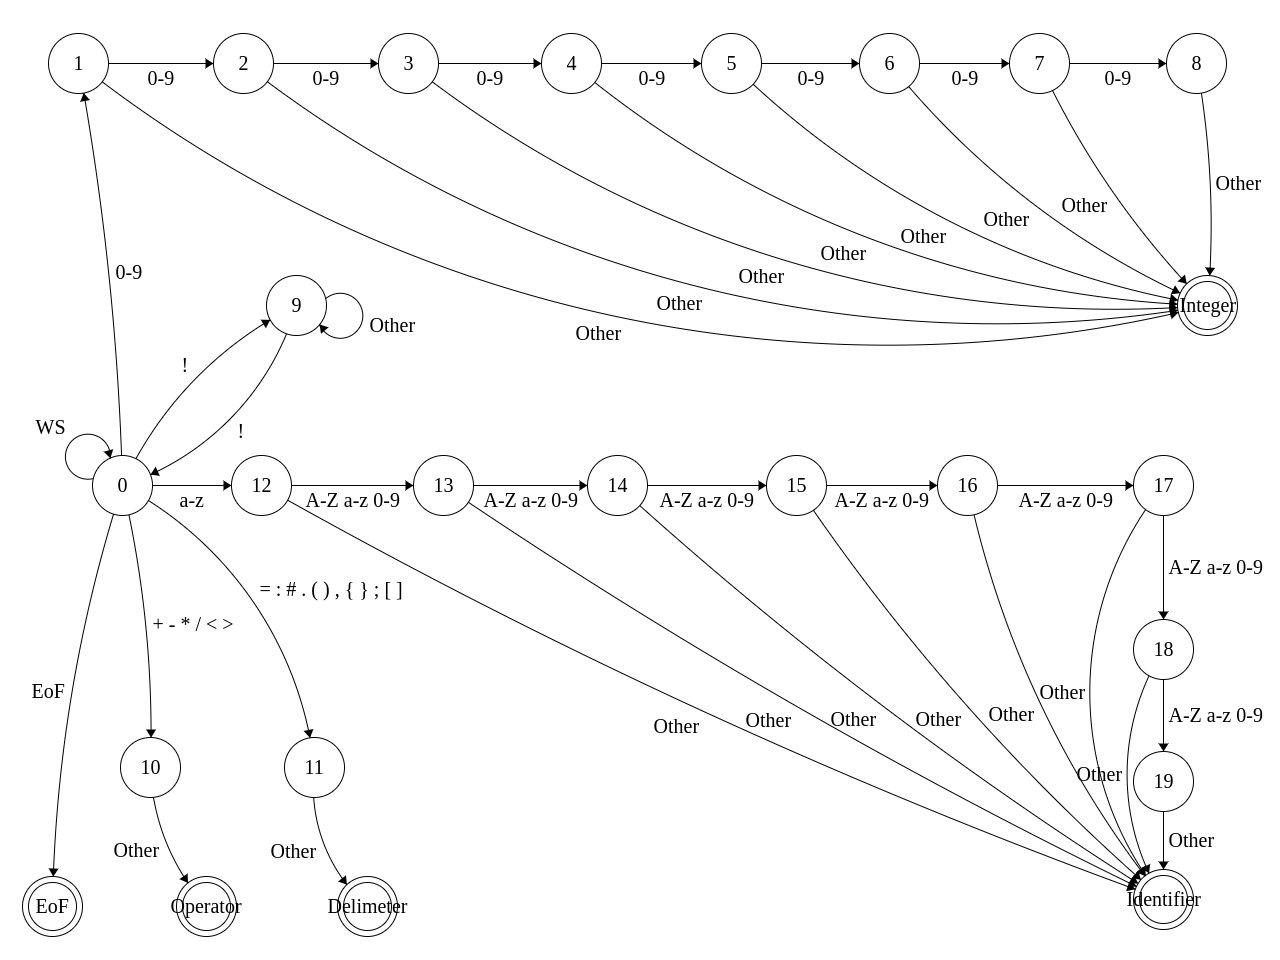 1 2 3 4 5 6 7 8
0-9 0-9 0-9 0-9 0-9 0-9 0-9
Other
Other
Other
Other
Other
Other
Other
Other
0-9
9
Other
Integer
!
!
WS
0 12 13 14 15 16 17
a-z A-Z a-z 0-9 A-Z a-z 0-9 A-Z a-z 0-9 A-Z a-z 0-9 A-Z a-z 0-9
A-Z a-z 0-9
= : # . ( ) , { } ; [ ]
+ - * / < >
18
EoF
Other
Other Other Other Other Other
A-Z a-z 0-9
10 11
Other
19
Other Other
Other
EoF Operator Delimeter Identifier